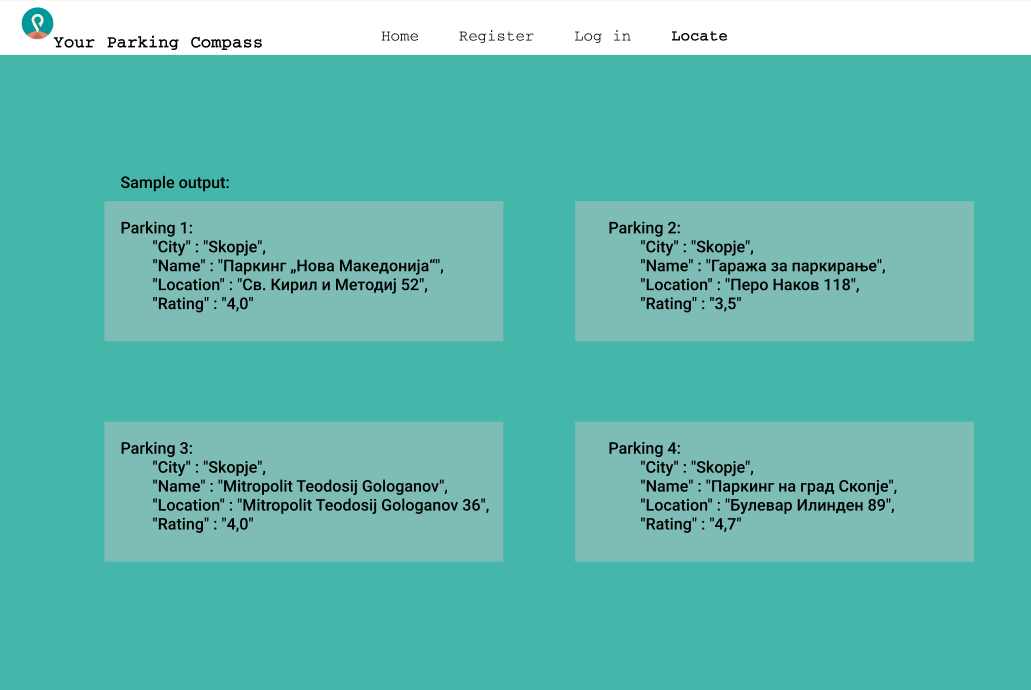 Your Parking Compass
Home
Register
Log in
Locate
Sample output:
Parking 1:
"City" : "Skopje",
"Name" : "Паркинг „Нова Македонија“",
"Location" : "Св. Кирил и Методиј 52",
"Rating" : "4,0"
Parking 2:
"City" : "Skopje",
"Name" : "Гаража за паркирање",
"Location" : "Перо Наков 118",
"Rating" : "3,5"
Parking 3:
"City" : "Skopje",
"Name" : "Mitropolit Teodosij Gologanov",
"Location" : "Mitropolit Teodosij Gologanov 36",
"Rating" : "4,0"
Parking 4:
"City" : "Skopje",
"Name" : "Паркинг на град Скопје",
"Location" : "Булевар Илинден 89",
"Rating" : "4,7"